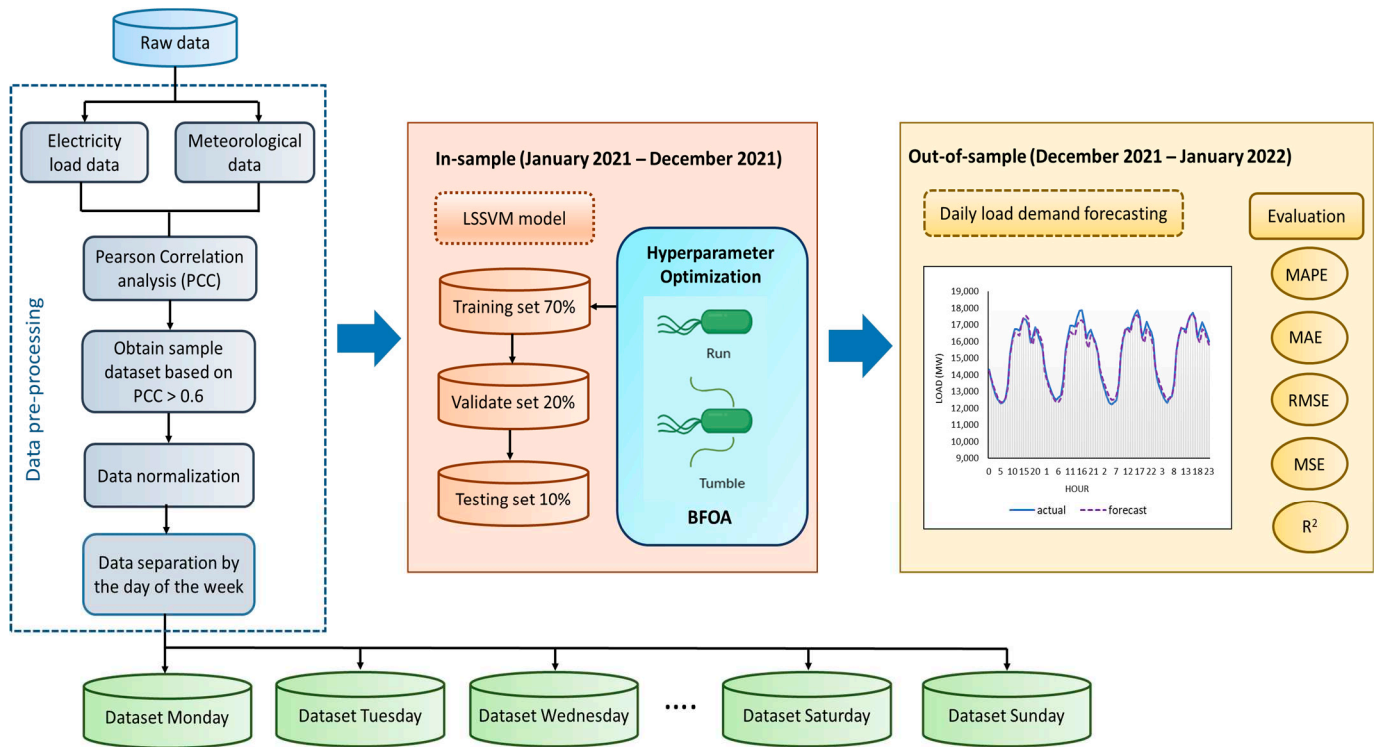 Raw data
Data pre-processing
Electricity
load data
Meteorological
data
Pearson Correlation
analysis (PCC)
Obtain sample
dataset based on
PCC > 0.6
Data normalization
Data separation by
the day of the week
Dataset Monday
Dataset Tuesday
Dataset Wednesday
....
Dataset Saturday
Dataset Sunday
In-sample (January 2021 – December 2021)
LSSVM model
Training set 70%
Validate set 20%
Testing set 10%
Hyperparameter
Optimization
Run
Tumble
BFOA
Out-of-sample (December 2021 – January 2022)
Daily load demand forecasting
LOAD (MW)
19,000
18,000
17,000
16,000
15,000
14,000
13,000
12,000
11,000
10,000
9,000
0 5 10 15 20 1 6 11 16 21 2 7 12 17 22 3 8 13 18 23
HOUR
actual forecast
Evaluation
MAPE
MAE
RMSE
MSE
R²